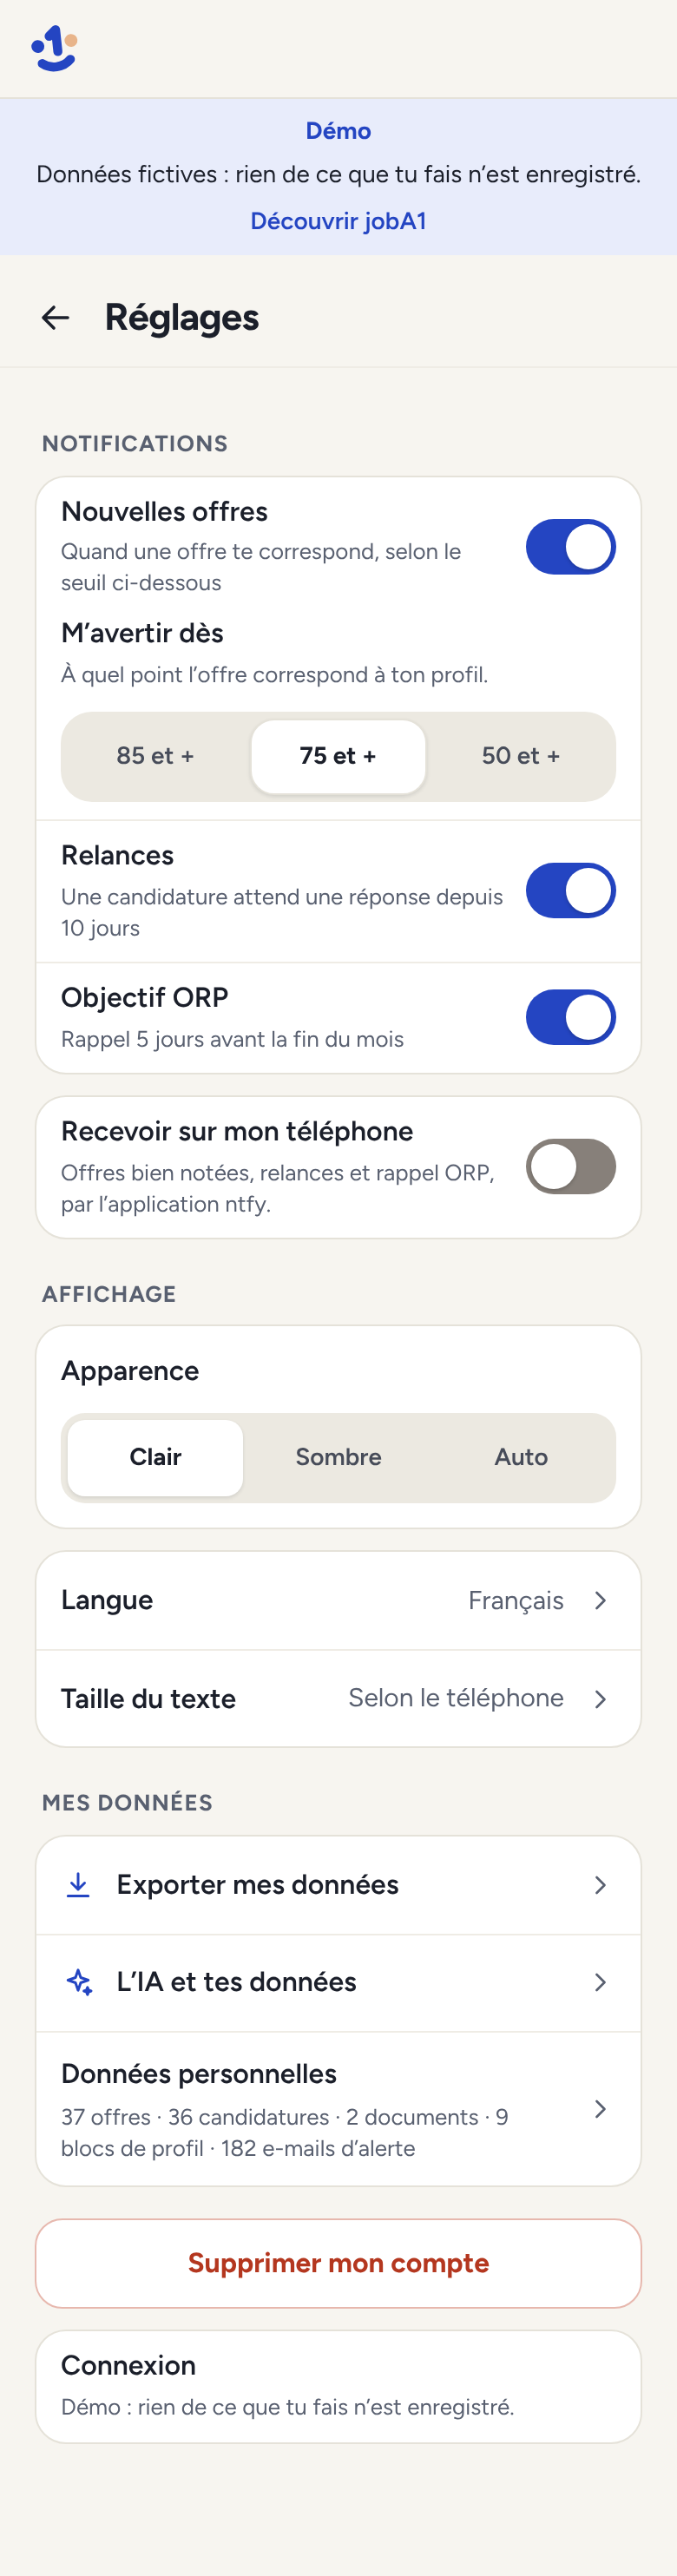 Démo
Données fictives : rien de ce que tu fais n’est enregistré.
Découvrir jobA1
Réglages
NOTIFICATIONS
Nouvelles offres
Quand une offre te correspond, selon le
seuil ci-dessous
M’avertir dès
À quel point l’offre correspond à ton profil.
85 et +
75 et +
50 et +
Relances
Une candidature attend une réponse depuis
10 jours
Objectif ORP
Rappel 5 jours avant la fin du mois
Recevoir sur mon téléphone
Offres bien notées, relances et rappel ORP,
par l’application ntfy.
AFFICHAGE
Apparence
Clair
Sombre
Auto
Langue
Français
Taille du texte
Selon le téléphone
MES DONNÉES
Exporter mes données
L’IA et tes données
Données personnelles
37 offres · 36 candidatures · 2 documents · 9
blocs de profil · 182 e-mails d’alerte
Supprimer mon compte
Connexion
Démo : rien de ce que tu fais n’est enregistré.